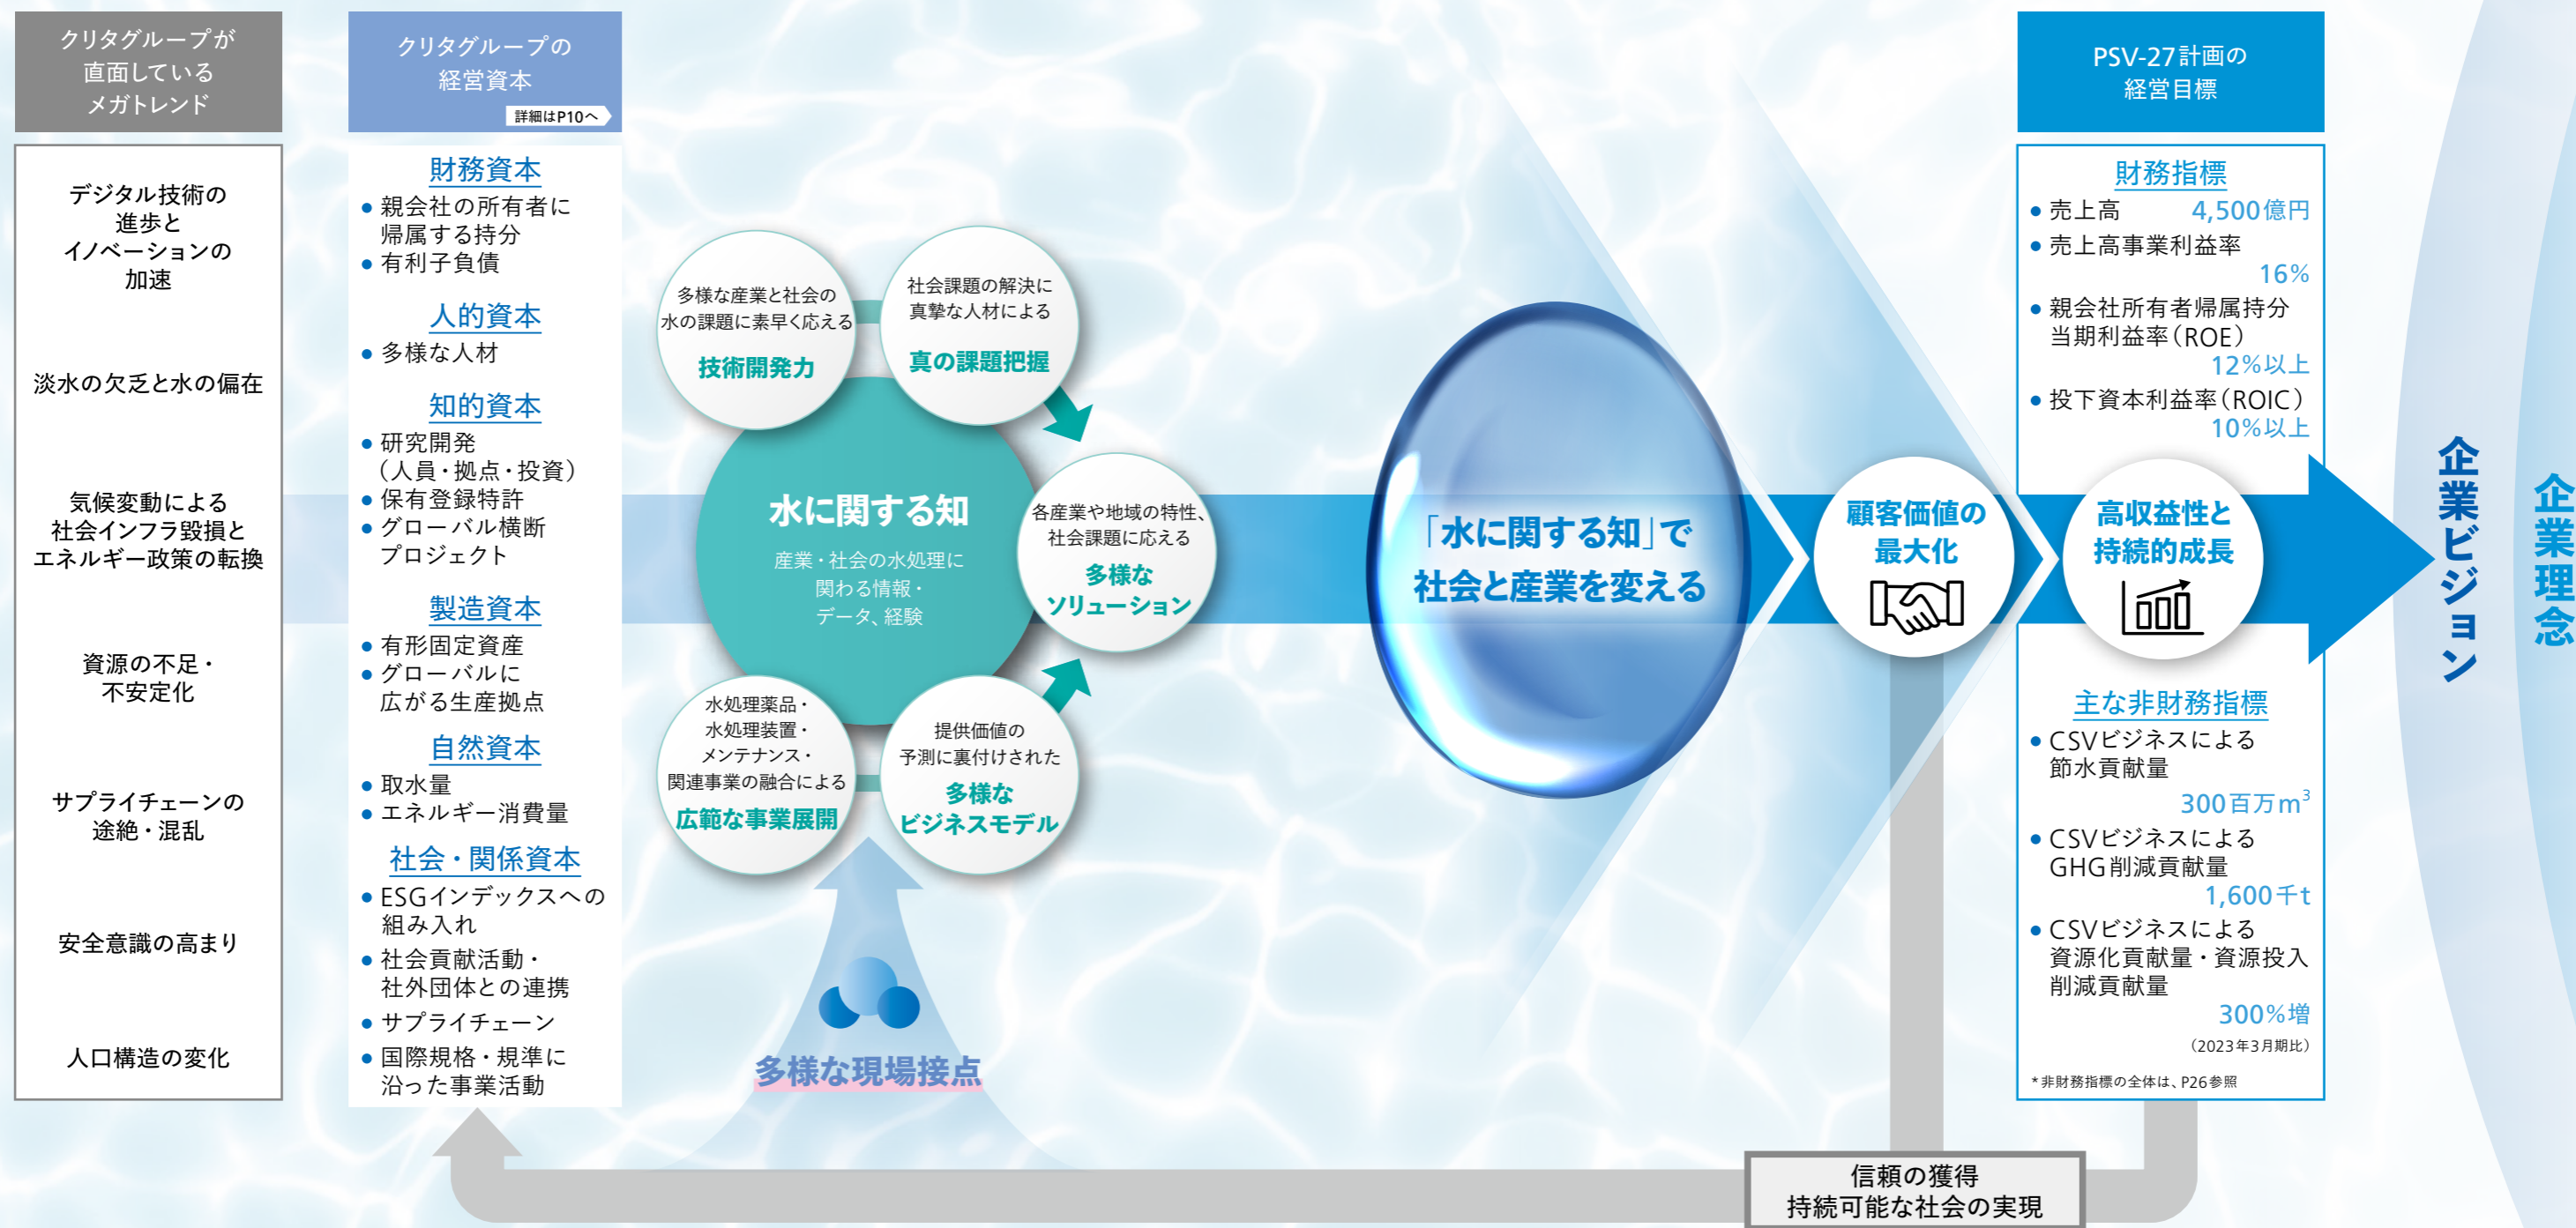 クリタグループが
直面している
メガトレンド
デジタル技術の
進歩と
イノベーションの
加速
淡水の欠乏と水の偏在
気候変動による
社会インフラ毀損と
エネルギー政策の転換
資源の不足・
不安定化
サプライチェーンの
途絶・混乱
安全意識の高まり
人口構造の変化
クリタグループの
経営資本
詳細はP10へ
財務資本
● 親会社の所有者に
帰属する持分
● 有利子負債
人的資本
● 多様な人材
知的資本
● 研究開発
（人員・拠点・投資）
● 保有登録特許
● グローバル横断
プロジェクト
製造資本
● 有形固定資産
● グローバルに
広がる生産拠点
自然資本
● 取水量
● エネルギー消費量
社会・関係資本
● ESGインデックスへの
組み入れ
● 社会貢献活動・
社外団体との連携
● サプライチェーン
● 国際規格・規準に
沿った事業活動
多様な産業と社会の
水の課題に素早く応える
技術開発力
社会課題の解決に
真摯な人材による
真の課題把握
水に関する知
産業・社会の水処理に
関わる情報・
データ、経験
各産業や地域の特性、
社会課題に応える
多様な
ソリューション
水処理薬品・
水処理装置・
メンテナンス・
関連事業の融合による
広範な事業展開
提供価値の
予測に裏付けされた
多様な
ビジネスモデル
多様な現場接点
「水に関する知」で
社会と産業を変える
顧客価値の
最大化
高収益性と
持続的成長
PSV-27計画の
経営目標
財務指標
● 売上高 4,500億円
● 売上高事業利益率
16%
● 親会社所有者帰属持分
当期利益率（ROE）
12%以上
● 投下資本利益率（ROIC）
10%以上
主な非財務指標
● CSVビジネスによる
節水貢献量
300百万m³
● CSVビジネスによる
GHG削減貢献量
1,600千t
● CSVビジネスによる
資源化貢献量・資源投入
削減貢献量
300%増
（2023年3月期比）
*非財務指標の全体は、P26参照
企業ビジョン
企業理念
信頼の獲得
持続可能な社会の実現